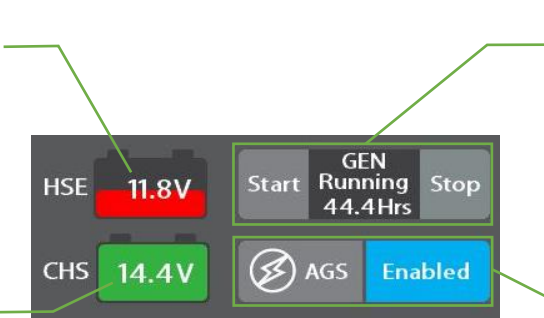 HSE 11.8V
Start GEN Running 44.4Hrs Stop
CHS 14.4V
AGS Enabled